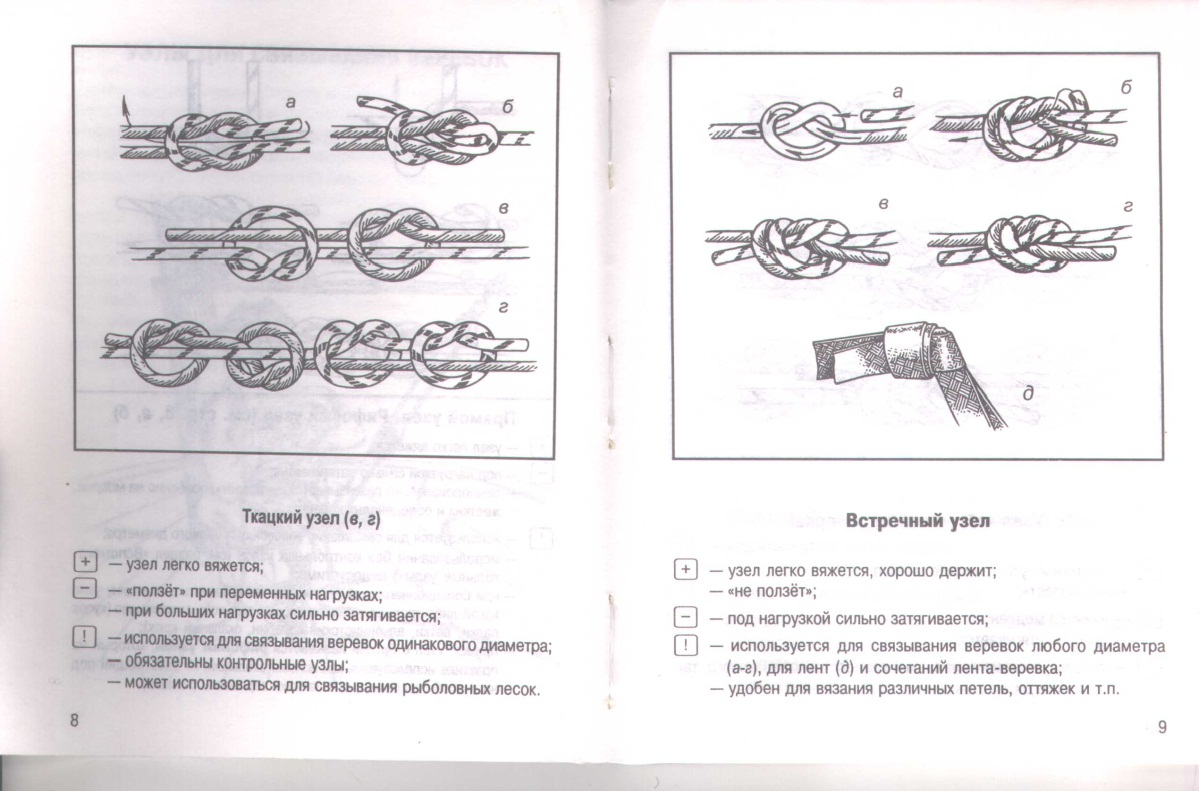 а
б
в
г
Ткацкий узел (в, г)
+ — узел легко вяжется;
− — «ползёт» при переменных нагрузках;
— при больших нагрузках сильно затягивается;
! — используется для связывания веревок одинакового диаметра;
— обязательны контрольные узлы;
— может использоваться для связывания рыболовных лесок.
8
а
б
в
г
д
Встречный узел
+ — узел легко вяжется, хорошо держит;
— «не ползёт»;
− — под нагрузкой сильно затягивается;
! — используется для связывания веревок любого диаметра
(а-г), для лент (д) и сочетаний лента-веревка;
— удобен для вязания различных петель, оттяжек и т.п.
9